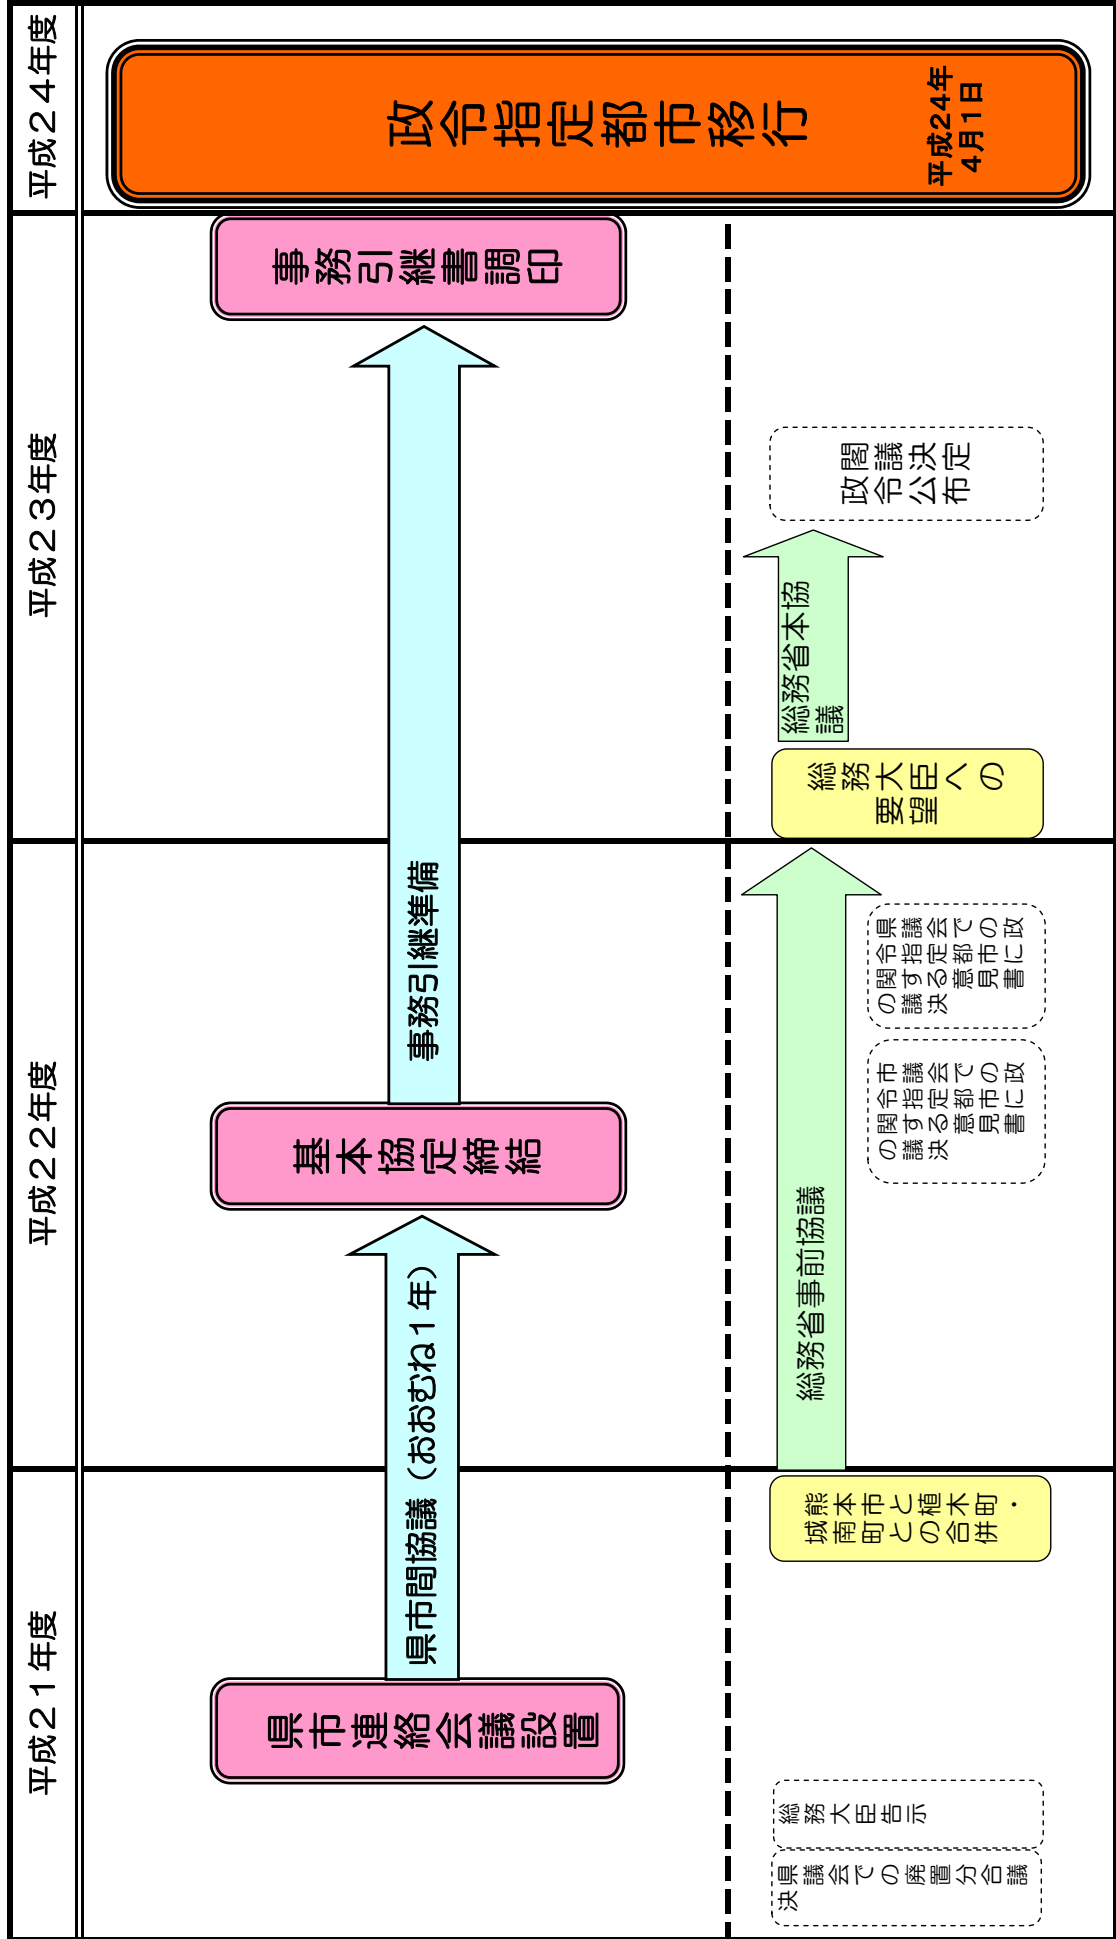 平成２１年度
平成２２年度
平成２３年度
平成２４年度
県市連絡会議設置
県市間協議（おおむね１年）
基本協定締結
事務引継準備
事務引継書調印
政令指定都市移行
平成24年
4月1日
県議会での廃置分合議
決
総務大臣告示
熊本市と植木町・
城南町との合併
総務省事前協議
市議会での政
令指定都市に
関する意見書
の議決
県議会での政
令指定都市に
関する意見書
の議決
総務大臣への
要望
総務省本協
議
閣議決定
政令公布